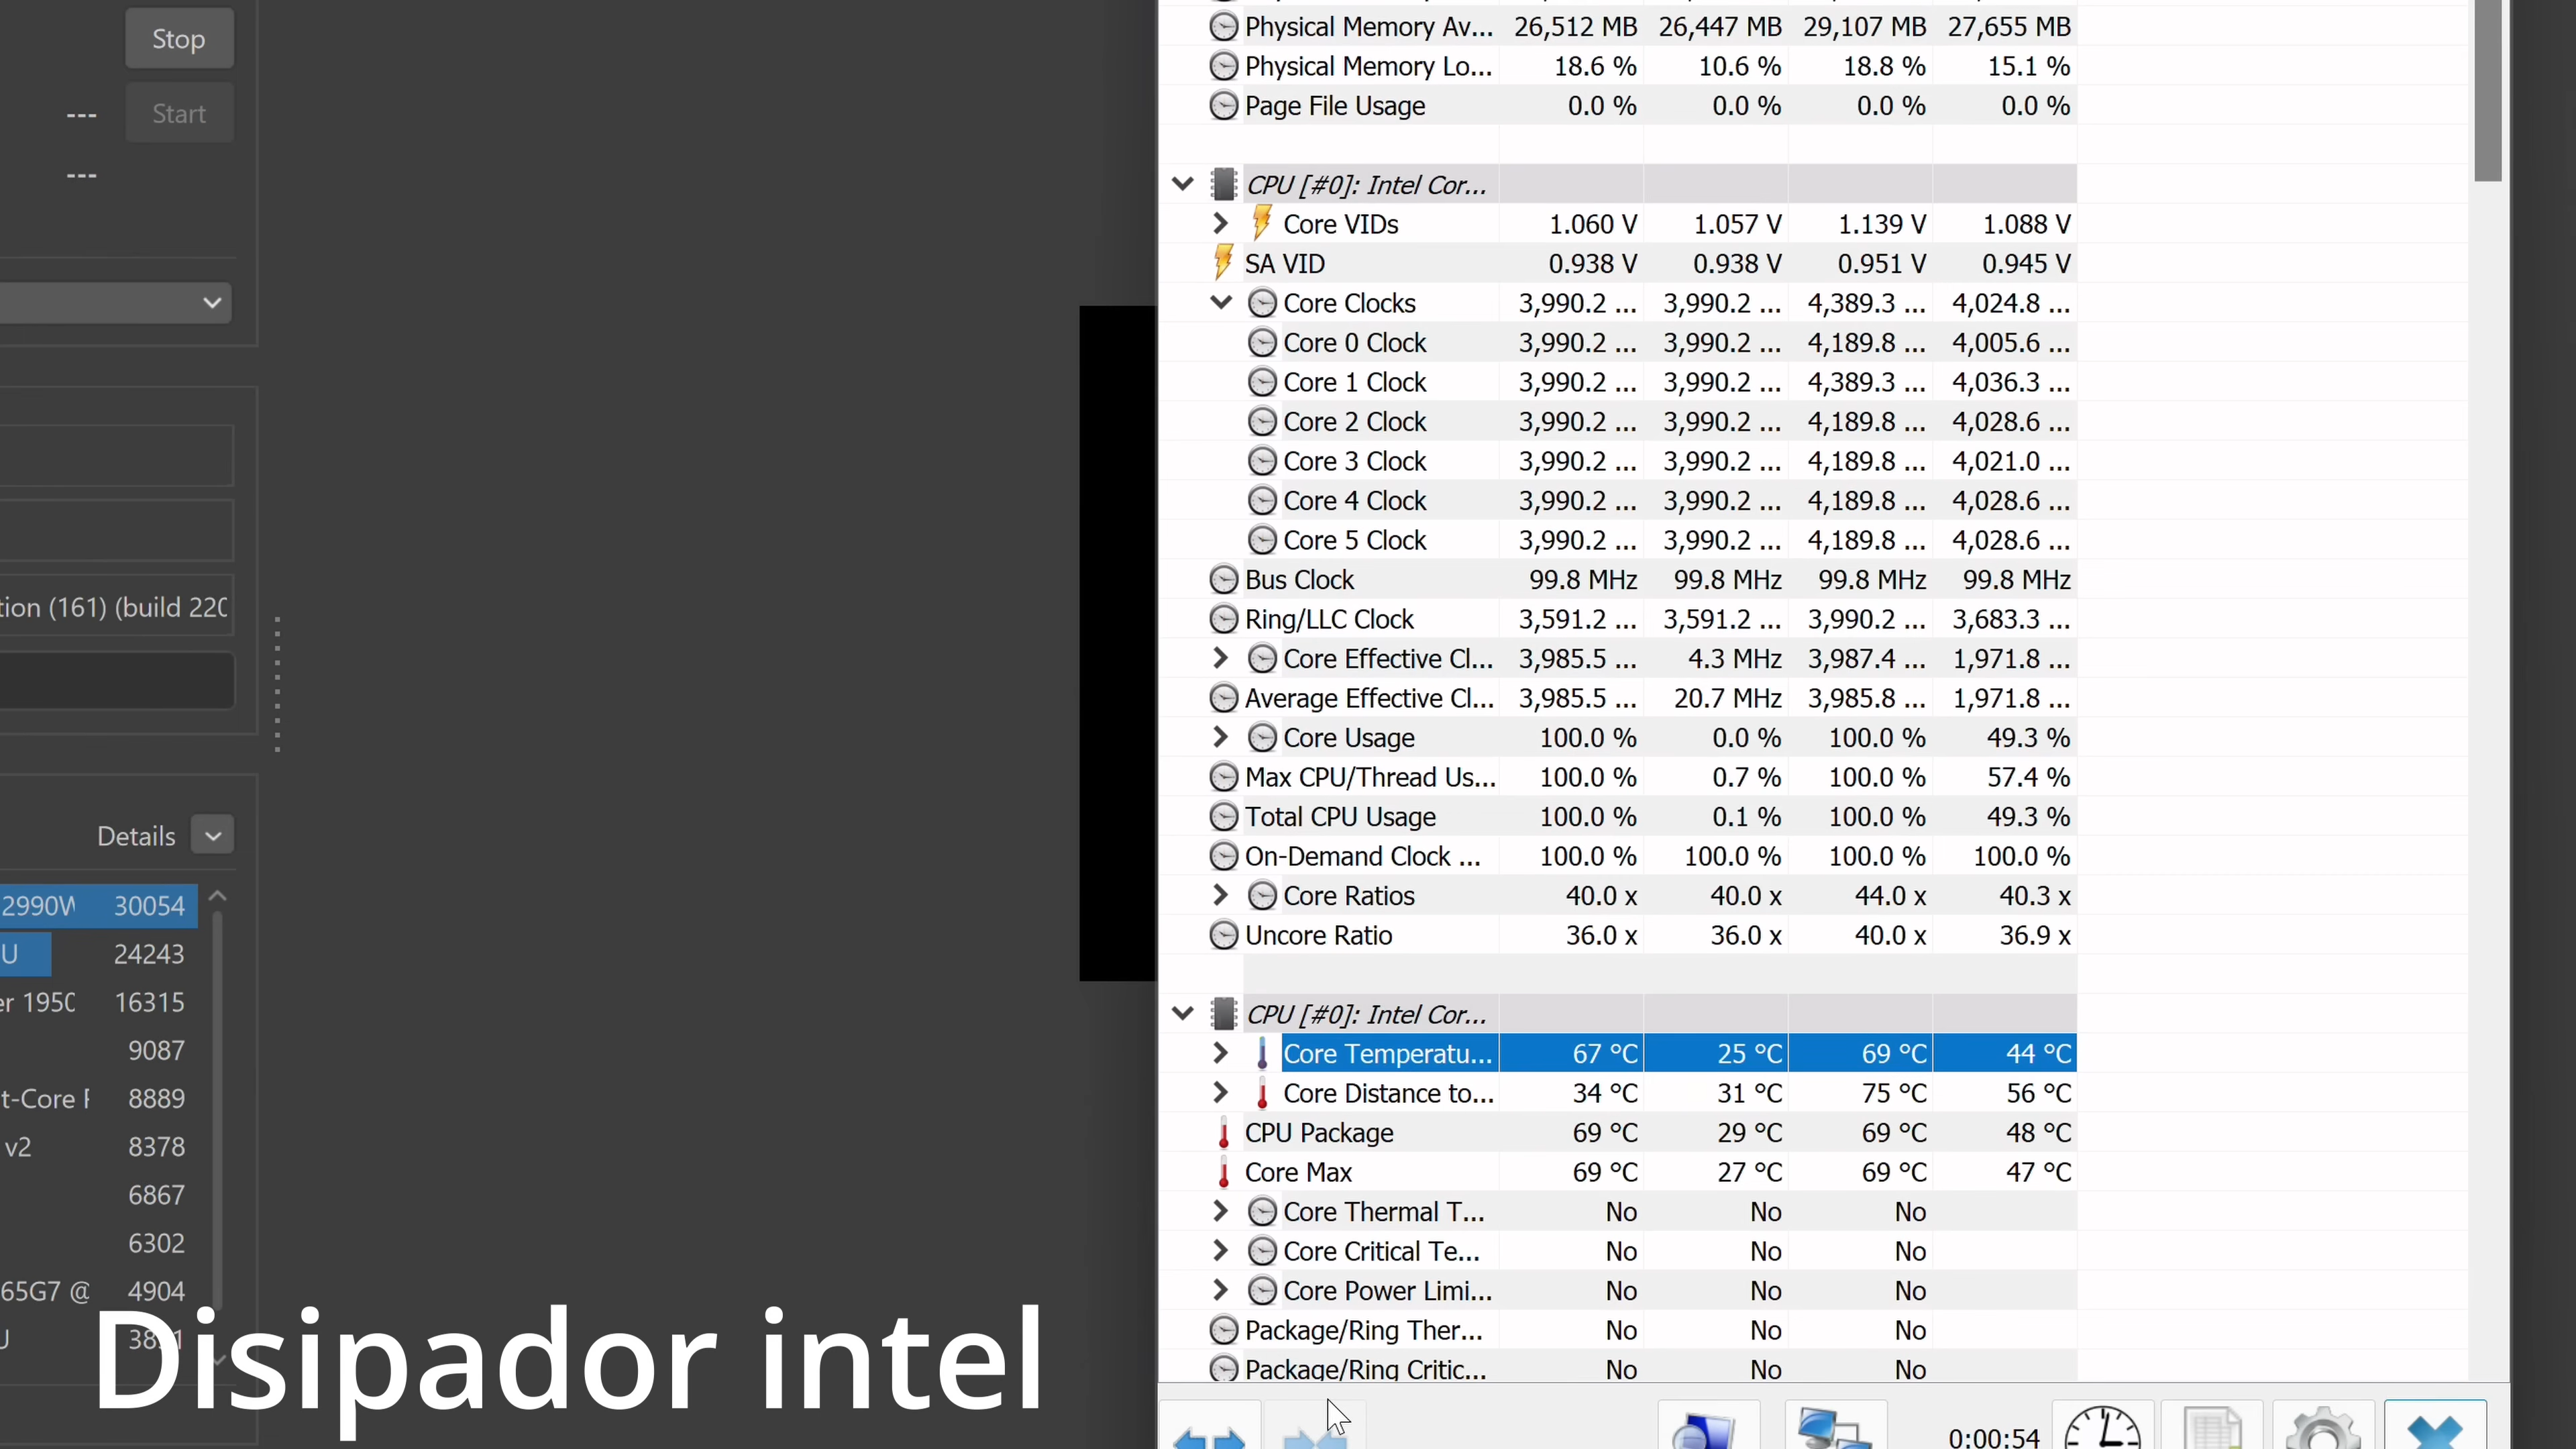 Stop
---
Start
---
tion (161) (build 220
Details
2990W 30054
U 24243
er 1950 16315
9087
t-Core 8889
v2 8378
6867
6302
65G7 @ 4904
Disipador intel
Physical Memory Av... 26,512 MB 26,447 MB 29,107 MB 27,655 MB
Physical Memory Lo... 18.6 % 10.6 % 18.8 % 15.1 %
Page File Usage 0.0 % 0.0 % 0.0 % 0.0 %
CPU [#0]: Intel Cor...
Core VIDs 1.060 V 1.057 V 1.139 V 1.088 V
SA VID 0.938 V 0.938 V 0.951 V 0.945 V
Core Clocks 3,990.2 ... 3,990.2 ... 4,389.3 ... 4,024.8 ...
Core 0 Clock 3,990.2 ... 3,990.2 ... 4,189.8 ... 4,005.6 ...
Core 1 Clock 3,990.2 ... 3,990.2 ... 4,389.3 ... 4,036.3 ...
Core 2 Clock 3,990.2 ... 3,990.2 ... 4,189.8 ... 4,028.6 ...
Core 3 Clock 3,990.2 ... 3,990.2 ... 4,189.8 ... 4,021.0 ...
Core 4 Clock 3,990.2 ... 3,990.2 ... 4,189.8 ... 4,028.6 ...
Core 5 Clock 3,990.2 ... 3,990.2 ... 4,189.8 ... 4,028.6 ...
Bus Clock 99.8 MHz 99.8 MHz 99.8 MHz 99.8 MHz
Ring/LLC Clock 3,591.2 ... 3,591.2 ... 3,990.2 ... 3,683.3 ...
Core Effective Cl... 3,985.5 ... 4.3 MHz 3,987.4 ... 1,971.8 ...
Average Effective Cl... 3,985.5 ... 20.7 MHz 3,985.8 ... 1,971.8 ...
Core Usage 100.0 % 0.0 % 100.0 % 49.3 %
Max CPU/Thread Us... 100.0 % 0.7 % 100.0 % 57.4 %
Total CPU Usage 100.0 % 0.1 % 100.0 % 49.3 %
On-Demand Clock ... 100.0 % 100.0 % 100.0 % 100.0 %
Core Ratios 40.0 x 40.0 x 44.0 x 40.3 x
Uncore Ratio 36.0 x 36.0 x 40.0 x 36.9 x
CPU [#0]: Intel Cor...
Core Temperatu... 67 °C 25 °C 69 °C 44 °C
Core Distance to... 34 °C 31 °C 75 °C 56 °C
CPU Package 69 °C 29 °C 69 °C 48 °C
Core Max 69 °C 27 °C 69 °C 47 °C
Core Thermal T... No No No
Core Critical Te... No No No
Core Power Limi... No No No
Package/Ring Ther... No No No
Package/Ring Critic... No No No
0:00:54